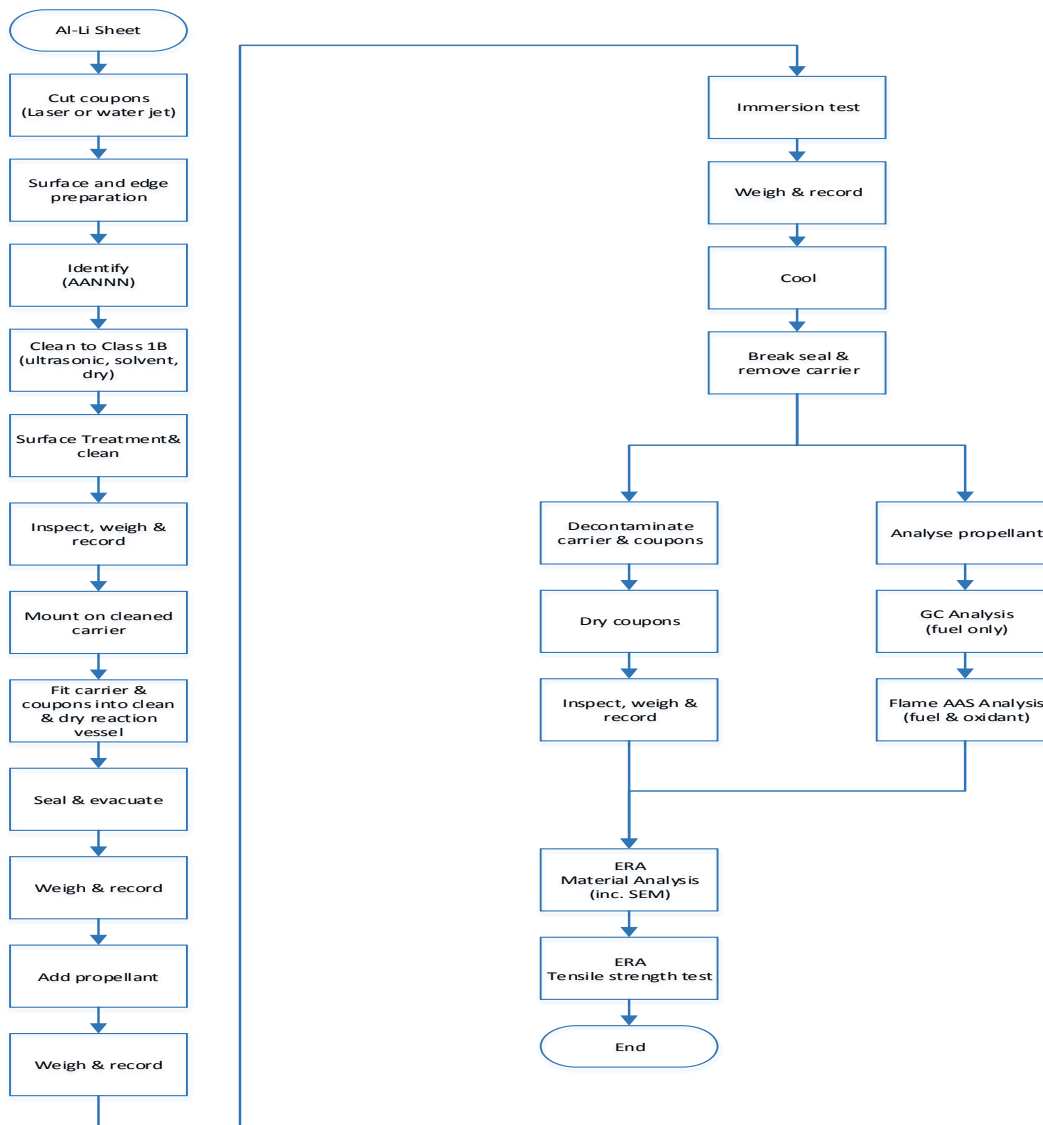 Al-Li Sheet
Cut coupons
(Laser or water jet)
Surface and edge
preparation
Identify
(AANNN)
Clean to Class 1B
(ultrasonic, solvent,
dry)
Surface Treatment&
clean
Inspect, weigh &
record
Mount on cleaned
carrier
Fit carrier &
coupons into clean
& dry reaction
vessel
Seal & evacuate
Weigh & record
Add propellant
Weigh & record
Immersion test
Weigh & record
Cool
Break seal &
remove carrier
Decontaminate
carrier & coupons
Dry coupons
Inspect, weigh &
record
Analyse propellant
GC Analysis
(fuel only)
Flame AAS Analysis
(fuel & oxidant)
ERA
Material Analysis
(inc. SEM)
ERA
Tensile strength test
End